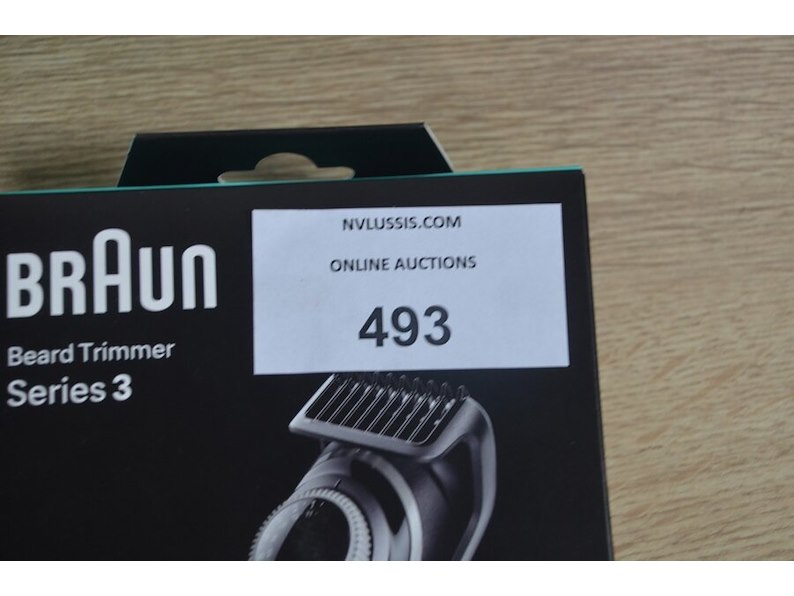 BRAUN
Beard Trimmer
Series 3
NVLUSSIS.COM
ONLINE AUCTIONS
493